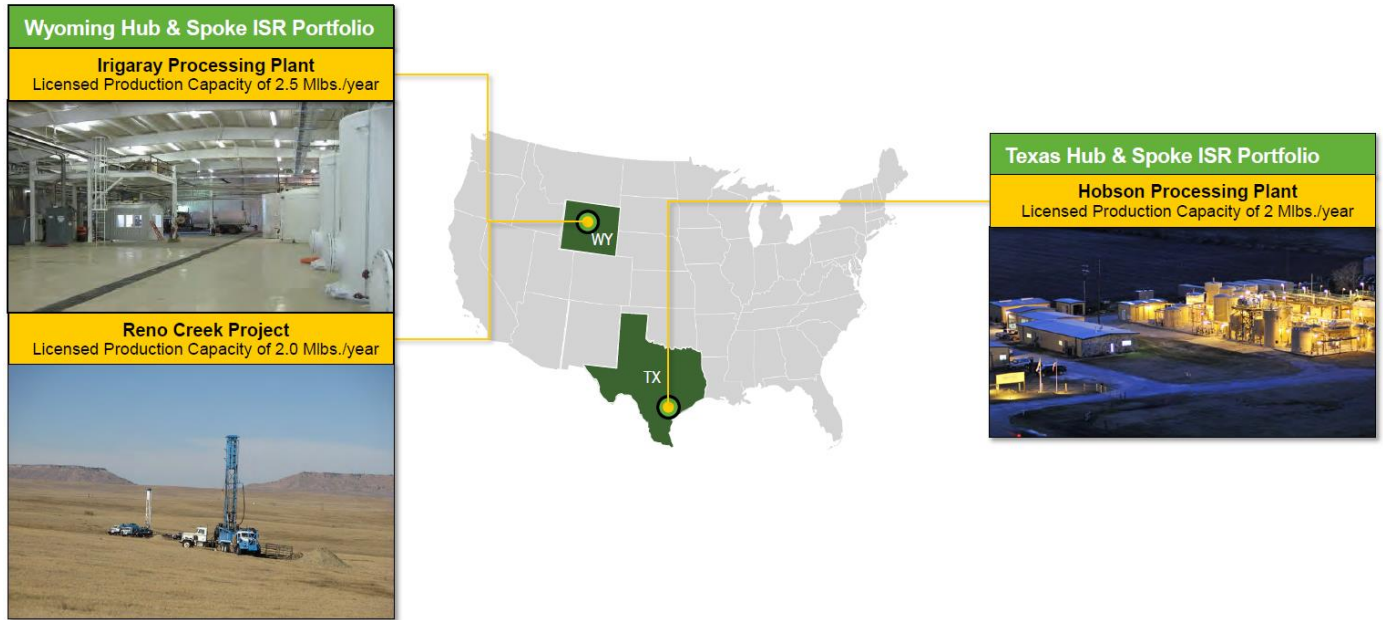 Wyoming Hub & Spoke ISR Portfolio
Irigaray Processing Plant
Licensed Production Capacity of 2.5 Mlbs./year
Reno Creek Project
Licensed Production Capacity of 2.0 Mlbs./year
WY
TX
Texas Hub & Spoke ISR Portfolio
Hobson Processing Plant
Licensed Production Capacity of 2 Mlbs./year